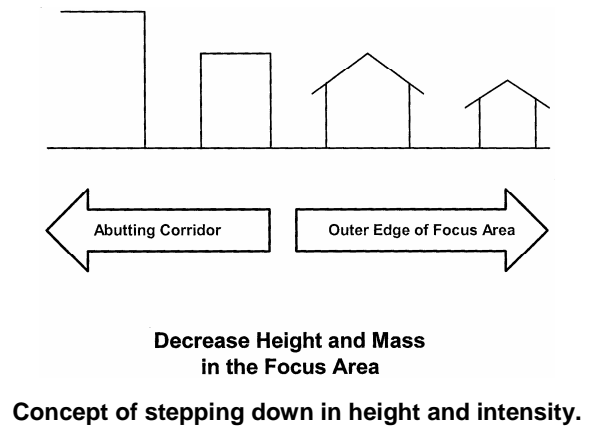 Abutting Corridor
Outer Edge of Focus Area
Decrease Height and Mass
in the Focus Area
Concept of stepping down in height and intensity.